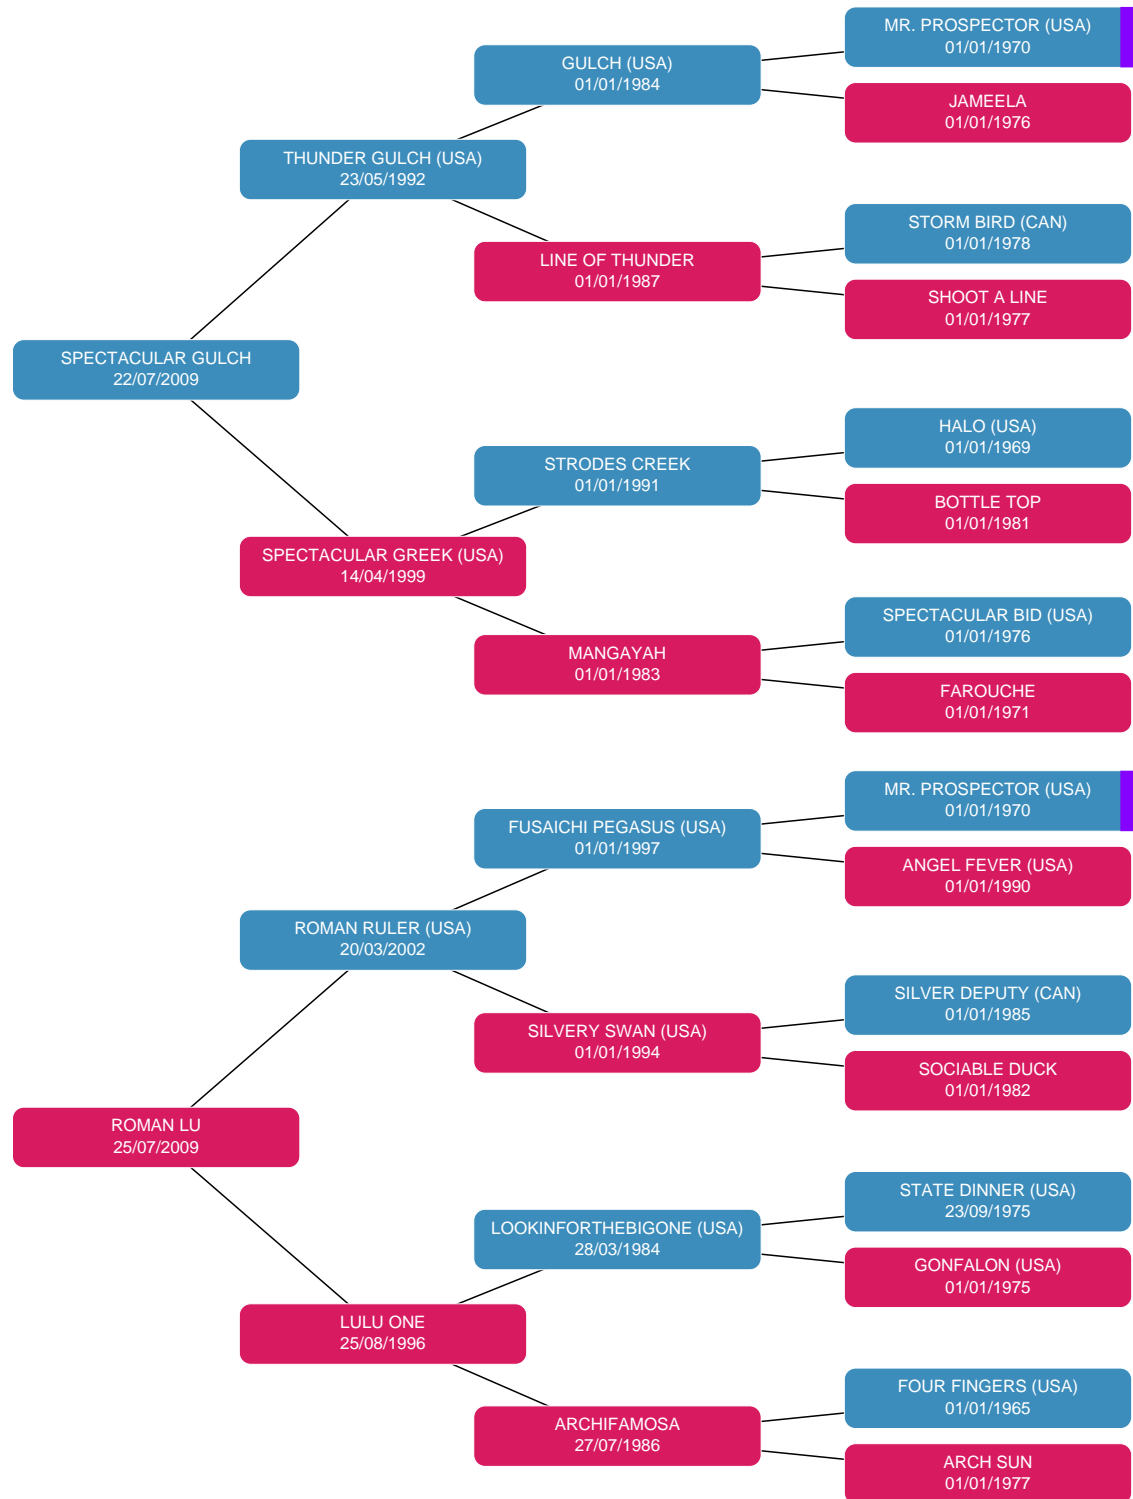 MR. PROSPECTOR (USA)
01/01/1970
GULCH (USA)
01/01/1984
JAMEELA
01/01/1976
THUNDER GULCH (USA)
23/05/1992
STORM BIRD (CAN)
01/01/1978
LINE OF THUNDER
01/01/1987
SHOOT A LINE
01/01/1977
SPECTACULAR GULCH
22/07/2009
HALO (USA)
01/01/1969
STRODES CREEK
01/01/1991
BOTTLE TOP
01/01/1981
SPECTACULAR GREEK (USA)
14/04/1999
SPECTACULAR BID (USA)
01/01/1976
MANGAYAH
01/01/1983
FAROUCHE
01/01/1971
MR. PROSPECTOR (USA)
01/01/1970
FUSAICHI PEGASUS (USA)
01/01/1997
ANGEL FEVER (USA)
01/01/1990
ROMAN RULER (USA)
20/03/2002
SILVER DEPUTY (CAN)
01/01/1985
SILVERY SWAN (USA)
01/01/1994
SOCIABLE DUCK
01/01/1982
ROMAN LU
25/07/2009
STATE DINNER (USA)
23/09/1975
LOOKINFORTHEBIGONE (USA)
28/03/1984
GONFALON (USA)
01/01/1975
LULU ONE
25/08/1996
FOUR FINGERS (USA)
01/01/1965
ARCHIFAMOSA
27/07/1986
ARCH SUN
01/01/1977